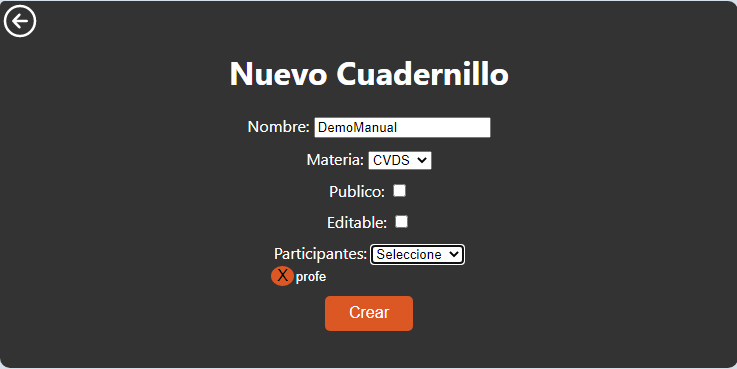 Nuevo Cuadernillo
Nombre: DemoManual
Materia: CVDS
Publico:
Editable:
Participantes: Seleccione
X profe
Crear